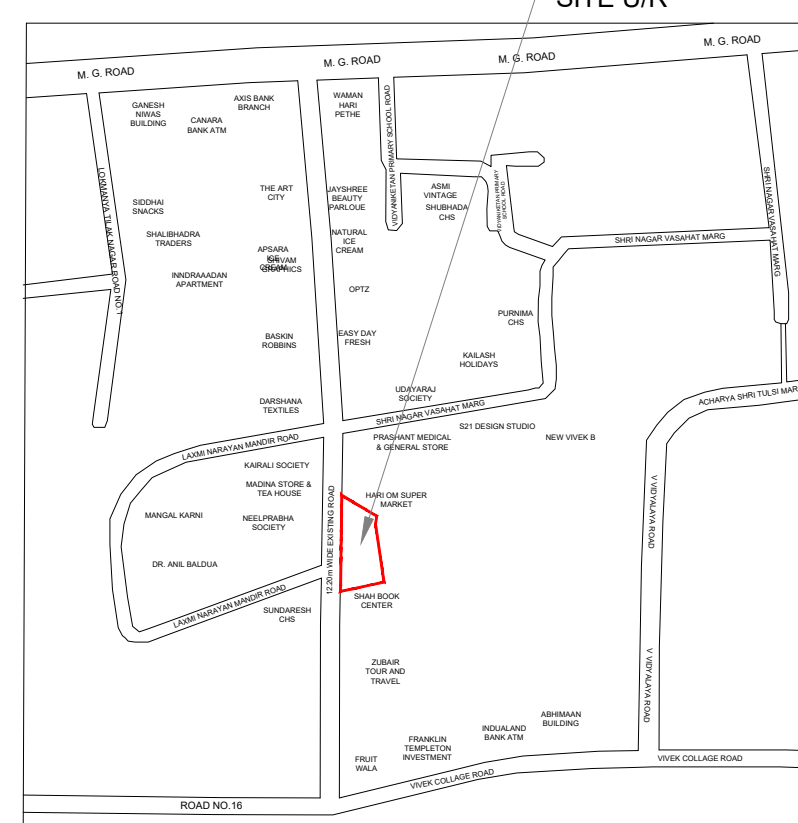 SITE U/R
M. G. ROAD
M. G. ROAD
M. G. ROAD
M. G. ROAD
GANESH
NIWAS
BUILDING
CANARA
BANK ATM
AXIS BANK
BRANCH
WAMAN
HARI
PETHE
VIDYANIKETAN PRIMARY SCHOOL ROAD
LOKMANYA TILAK NAGAR ROAD NO.1
SIDDHAI
SNACKS
SHALIBHADRA
TRADERS
INNDRAAADAN
APARTMENT
THE ART
CITY
APSARA
ICE
CREAM
SHIVAM
GRAPHICS
JAYSHREE
BEAUTY
PARLOUE
NATURAL
ICE
CREAM
OPTZ
EASY DAY
FRESH
ASMI
VINTAGE
SHUBHADA
CHS
VIDYANIKETAN PRIMARY
SCHOOL ROAD
SHRI NAGAR VASAHAT MARG
SHRI NAGAR VASAHAT MARG
PURNIMA
CHS
KAILASH
HOLIDAYS
BASKIN
ROBBINS
DARSHANA
TEXTILES
UDAYARAJ
SOCIETY
SHRI NAGAR VASAHAT MARG
ACHARYA SHRI TULSI MAR
S21 DESIGN STUDIO
NEW VIVEK B
PRASHANT MEDICAL
& GENERAL STORE
LAXMI NARAYAN MANDIR ROAD
KAIRALI SOCIETY
MADINA STORE &
TEA HOUSE
MANGAL KARNI
NEELPRABHA
SOCIETY
DR. ANIL BALDUA
12.20m WIDE EXISTING ROAD
HARI OM SUPER
MARKET
V VIDYALAYA ROAD
LAXMI NARAYAN MANDIR ROAD
SUNDARESH
CHS
SHAH BOOK
CENTER
ZUBAIR
TOUR AND
TRAVEL
V VIDYALAYA ROAD
ABHIMAAN
BUILDING
INDUALAND
BANK ATM
FRANKLIN
TEMPLETON
INVESTMENT
FRUIT
WALA
VIVEK COLLAGE ROAD
VIVEK COLLAGE ROAD
ROAD NO.16